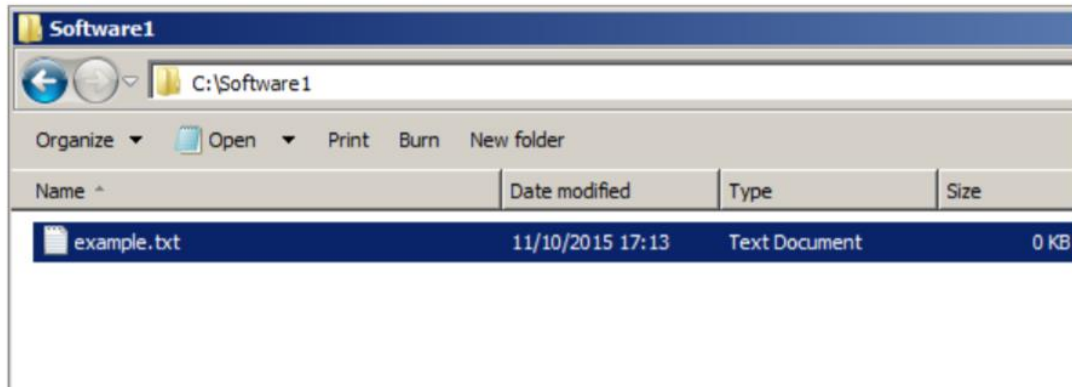 Software1
C:\Software1
Organize Open Print Burn New folder
Name Date modified Type Size
example.txt 11/10/2015 17:13 Text Document 0 KB